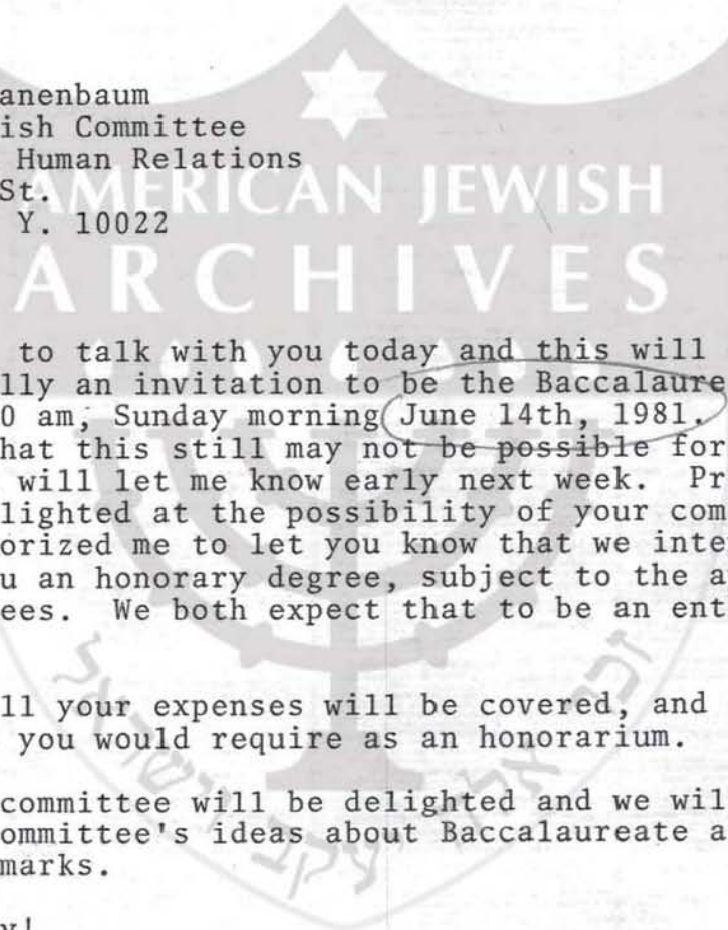 anenbaum
ish Committee
Human Relations
St.
Y. 10022
AMERICAN JEWISH
ARCHIVES
to talk with you today and this will
lly an invitation to be the Baccalaure
0 am, Sunday morning June 14th, 1981.
hat this still may not be possible for
will let me know early next week. Pr
lighted at the possibility of your com
orized me to let you know that we inte
u an honorary degree, subject to the a
ees. We both expect that to be an ent
ll your expenses will be covered, and
you would require as an honorarium.
committee will be delighted and we wil
ommittee's ideas about Baccalaureate a
marks.